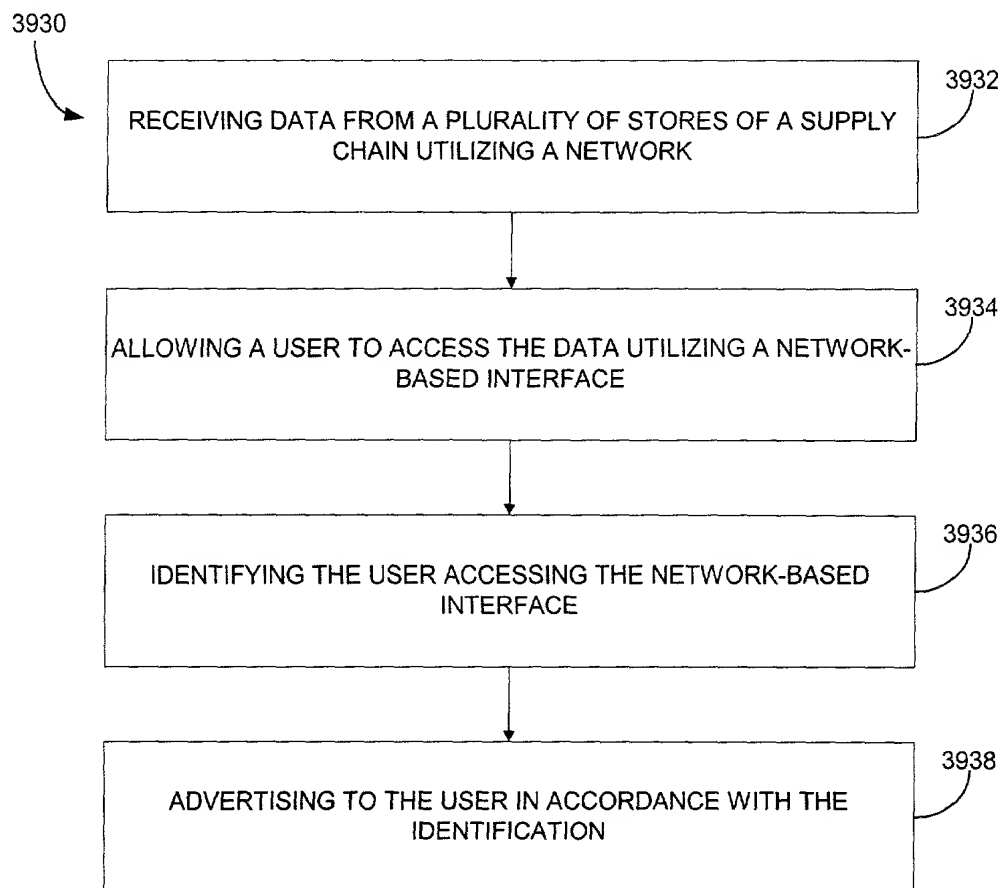 3930
3932
RECEIVING DATA FROM A PLURALITY OF STORES OF A SUPPLY
CHAIN UTILIZING A NETWORK
3934
ALLOWING A USER TO ACCESS THE DATA UTILIZING A NETWORK-
BASED INTERFACE
3936
IDENTIFYING THE USER ACCESSING THE NETWORK-BASED
INTERFACE
3938
ADVERTISING TO THE USER IN ACCORDANCE WITH THE
IDENTIFICATION